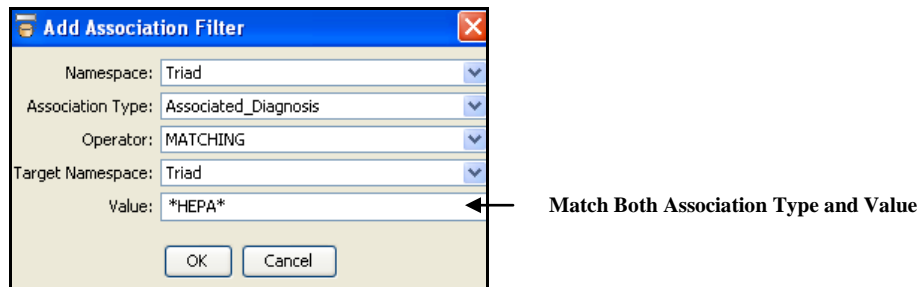 Add Association Filter
Namespace: Triad
Association Type: Associated_Diagnosis
Operator: MATCHING
Target Namespace: Triad
Value: *HEPA*
Match Both Association Type and Value
OK Cancel